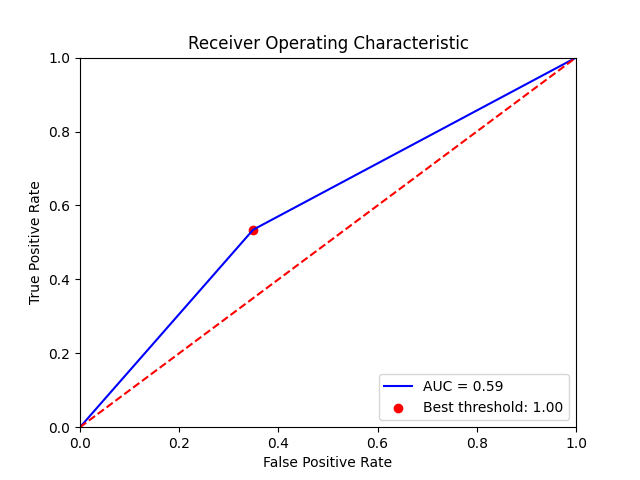 Receiver Operating Characteristic
1.0
0.8
0.6
0.4
0.2
0.0
True Positive Rate
AUC = 0.59
Best threshold: 1.00
0.0 0.2 0.4 0.6 0.8 1.0
False Positive Rate